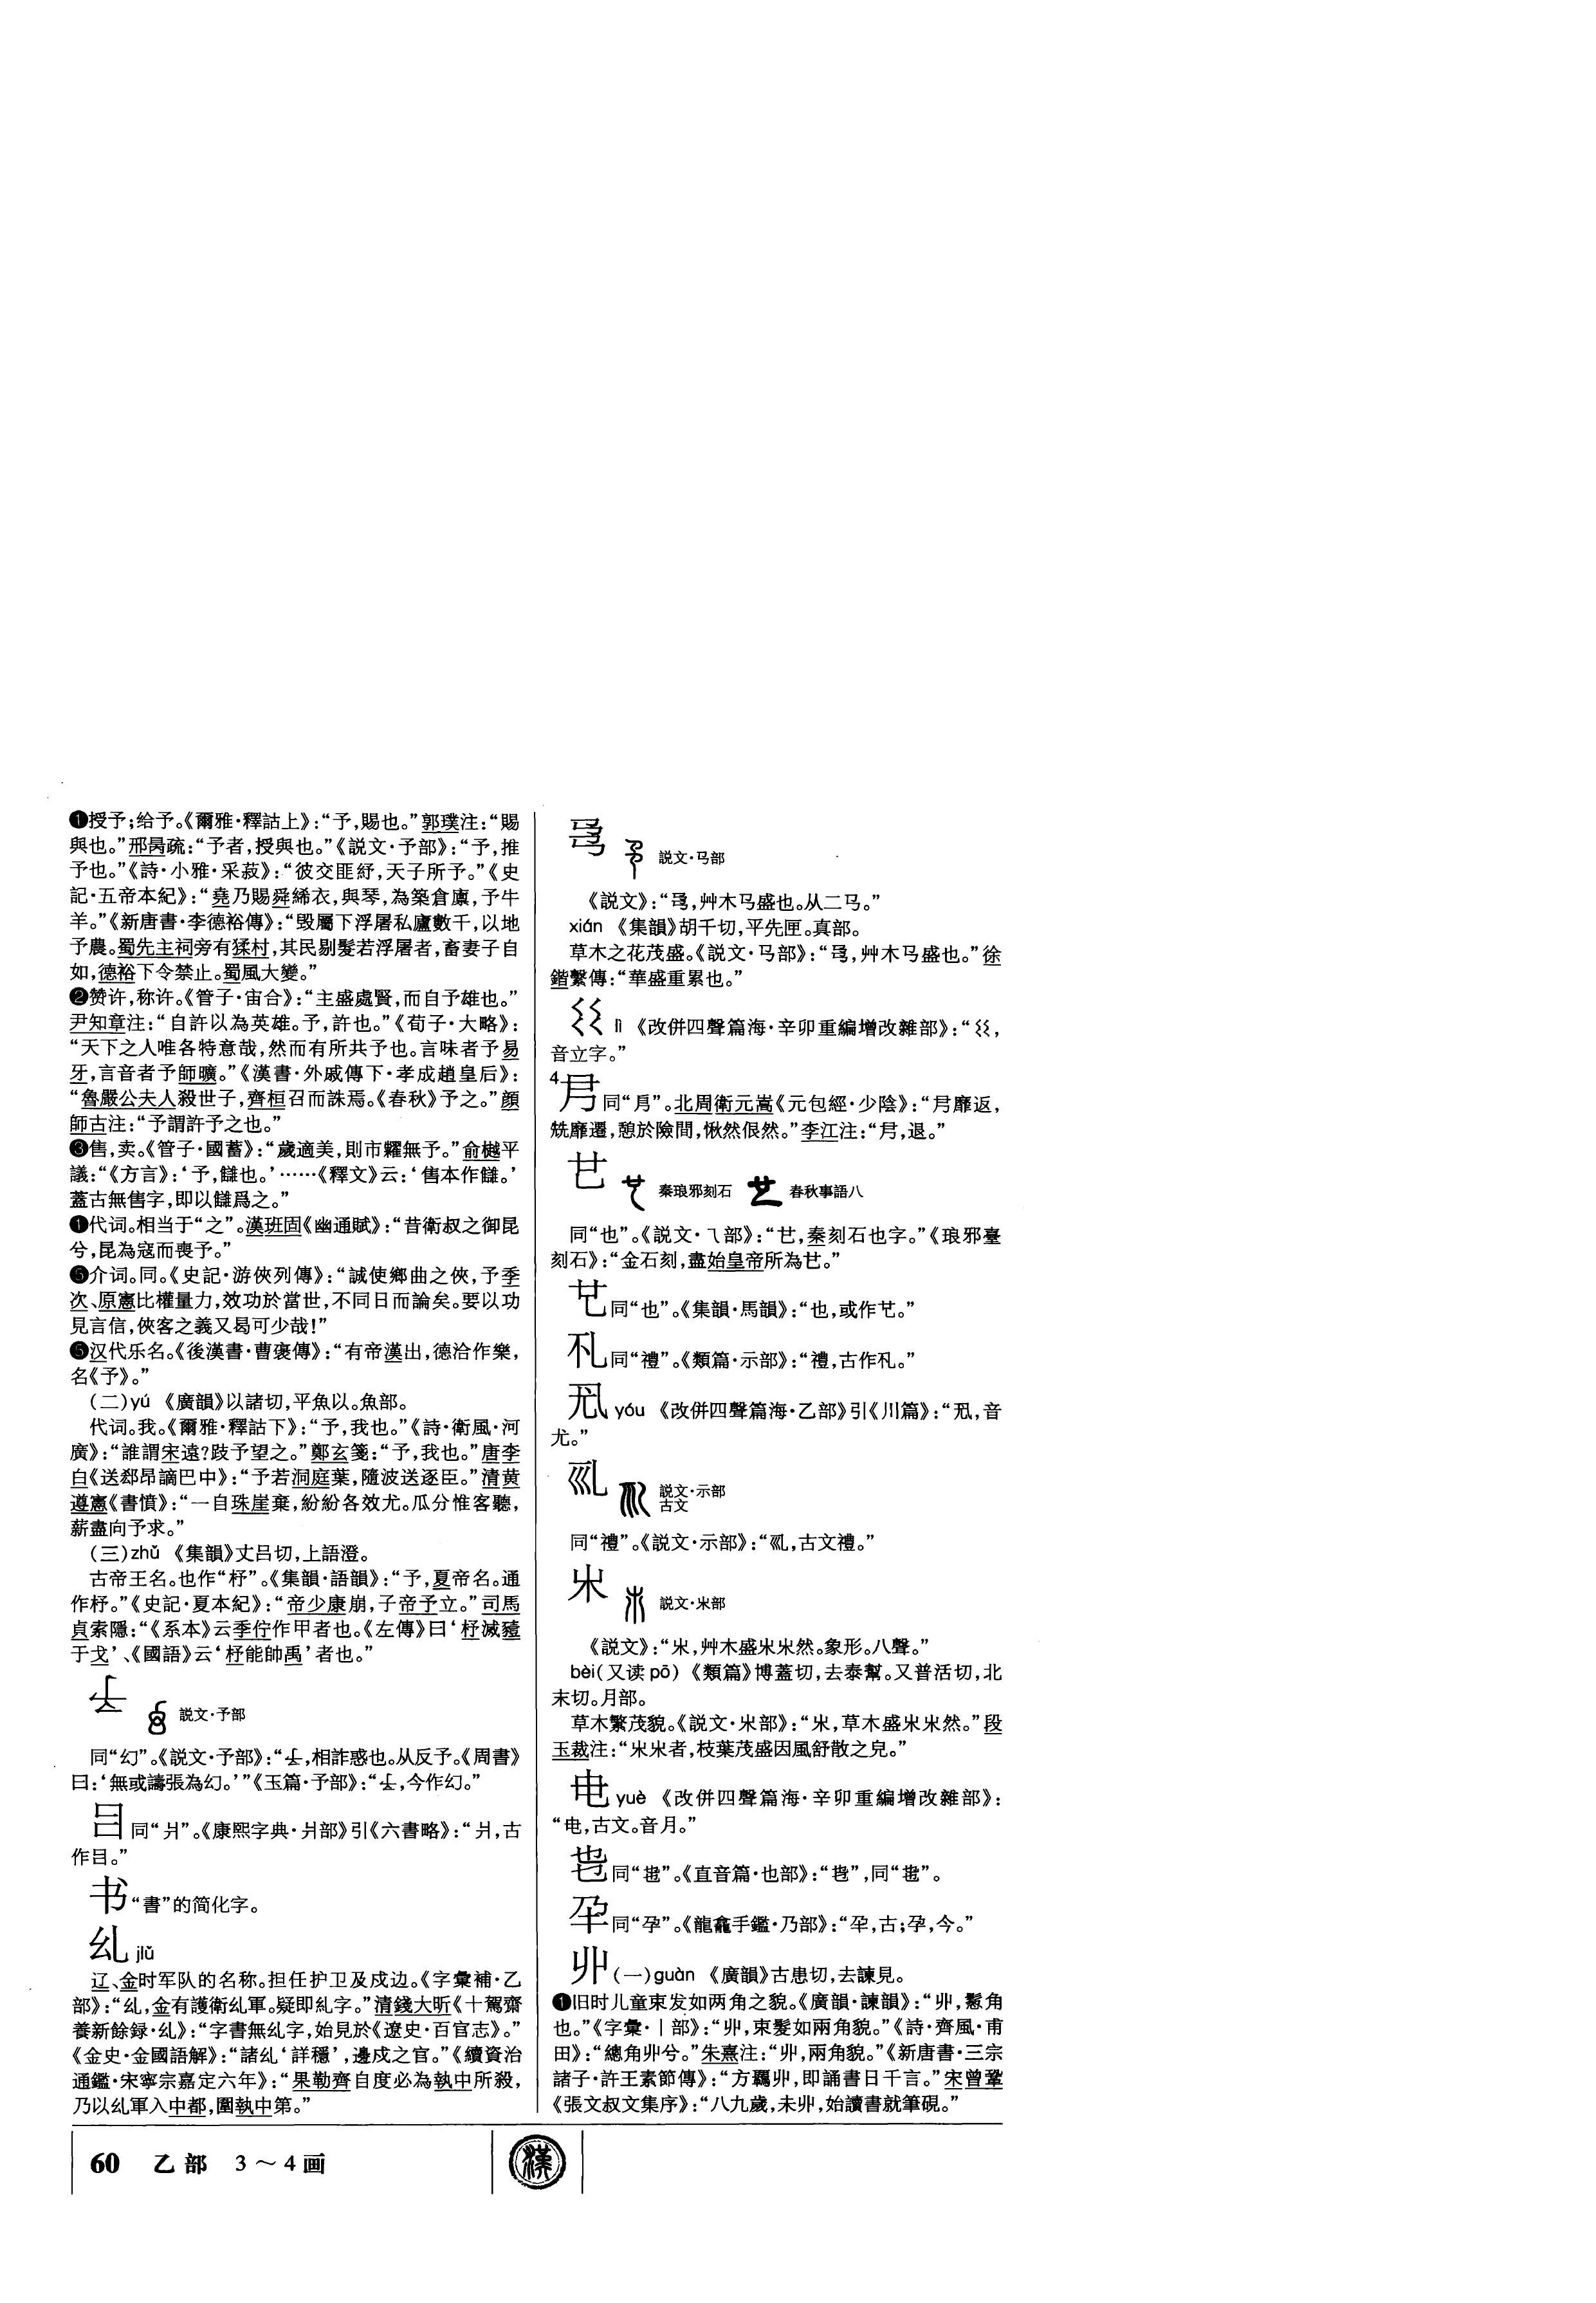 ❶授予;给予。《爾雅·釋詁上》:“予,賜也。”郭璞注:“賜
與也。”邢昺疏:“予者,授與也。”《説文·予部》:“予,推
予也。”《詩·小雅·采菽》:“彼交匪紓,天子所予。”《史
記·五帝本紀》:“堯乃賜舜絺衣,與琴,為築倉廩,予牛
羊。”《新唐書·李德裕傳》:“毁屬下浮屠私廬數千,以地
予農。蜀先主祠旁有猱村,其民剔髮若浮屠者,畜妻子自
如,德裕下令禁止。蜀風大變。”
❷赞许,称许。《管子·宙合》:“主盛處賢,而自予雄也。”
尹知章注:“自許以為英雄。予,許也。”《荀子·大略》:
“天下之人唯各特意哉,然而有所共予也。言味者予易
牙,言音者予師曠。”《漢書·外戚傳下·孝成趙皇后》:
“魯嚴公夫人殺世子,齊桓召而誅焉。《春秋》予之。”顔
師古注:“予謂許予之也。”
❸售,卖。《管子·國蓄》:“歲適美,則市糶無予。”俞樾平
議:“《方言》:‘予,讎也。’……《釋文》云:‘售本作讎。’
蓋古無售字,即以讎爲之。”
❶代词。相当于“之”。漢班固《幽通賦》:“昔衛叔之御昆
兮,昆為寇而喪予。”
❺介词。同。《史記·游俠列傳》:“誠使鄉曲之俠,予季
次、原憲比權量力,效功於當世,不同日而論矣。要以功
見言信,俠客之義又曷可少哉!”
❺汉代乐名。《後漢書·曹褒傳》:“有帝漢出,德洽作樂,
名《予》。”
(二)yú 《廣韻》以諸切,平魚以。魚部。
代词。我。《爾雅·釋詁下》:“予,我也。”《詩·衛風·河
廣》:“誰謂宋遠?跂予望之。”鄭玄箋:“予,我也。”唐李
白《送郄昂謫巴中》:“予若洞庭葉,隨波送逐臣。”清黄
遵憲《書憤》:“一自珠崖棄,紛紛各效尤。瓜分惟客聽,
薪盡向予求。”
(三)zhǔ 《集韻》丈吕切,上語澄。
古帝王名。也作“杼”。《集韻·語韻》:“予,夏帝名。通
作杼。”《史記·夏本紀》:“帝少康崩,子帝予立。”司馬
貞索隱:“《系本》云季佇作甲者也。《左傳》曰‘杼滅豷
于戈’、《國語》云‘杼能帥禹’者也。”
説文·予部
同“幻”。《説文·予部》:“,相詐惑也。从反予。《周書》
曰:‘無或譸張為幻。’”《玉篇·予部》:“,今作幻。”
同“爿”。《康熙字典·爿部》引《六書略》:“爿,古
作。”
书“書”的简化字。
乣 jiǔ
辽、金时军队的名称。担任护卫及戍边。《字彙補·乙
部》:“乣,金有護衛乣軍。疑即糺字。”清錢大昕《十駕齋
養新餘録·乣》:“字書無乣字,始見於《遼史·百官志》。”
《金史·金國語解》:“諸乣‘詳穩’,邊戍之官。”《續資治
通鑑·宋寧宗嘉定六年》:“果勒齊自度必為執中所殺,
乃以乣軍入中都,圍執中第。”
説文·㔾部
《説文》:“,艸木盛也。从二。”
xián 《集韻》胡千切,平先匣。真部。
草木之花茂盛。《説文·部》:“,艸木盛也。”徐
鍇繫傳:“華盛重累也。”
lì 《改併四聲篇海·辛卯重編增改雜部》:“,
音立字。”
4
同“”。北周衛元嵩《元包經·少陰》:“靡返,
兟靡遷,憩於險間,愀然佷然。”李江注:“,退。”
秦琅邪刻石 春秋事語八
同“也”。《説文·乁部》:“,秦刻石也字。”《琅邪臺
刻石》:“金石刻,盡始皇帝所為。”
同“也”。《集韻·馬韻》:“也,或作。”
同“禮”。《類篇·示部》:“禮,古作。”
yóu 《改併四聲篇海·乙部》引《川篇》:“,音
尤。”
説文·示部
古文
同“禮”。《説文·示部》:“,古文禮。”
𣎵 説文·𣎵部
《説文》:“𣎵,艸木盛𣎵𣎵然。象形。八聲。”
bèi(又读pō) 《類篇》博蓋切,去泰幫。又普活切,北
末切。月部。
草木繁茂貌。《説文·𣎵部》:“𣎵,草木盛𣎵𣎵然。”段
玉裁注:“𣎵𣎵者,枝葉茂盛因風舒散之皃。”
电 yuè 《改併四聲篇海·辛卯重編增改雜部》:
“电,古文。音月。”
同“”。《直音篇·也部》:“”,同“”。
同“孕”。《龍龕手鑑·乃部》:“,古;孕,今。”
丱(一)guàn 《廣韻》古患切,去諫見。
❶旧时儿童束发如两角之貌。《廣韻·諫韻》:“丱,鬆角
也。”《字彙·丨部》:“丱,束髮如兩角貌。”《詩·齊風·甫
田》:“總角丱兮。”朱熹注:“丱,兩角貌。”《新唐書·三宗
諸子·許王素節傳》:“方羈丱,即誦書日千言。”宋曾鞏
《張文叔文集序》:“八九歲,未丱,始讀書就筆硯。”
60 乙部 3～4画
漢